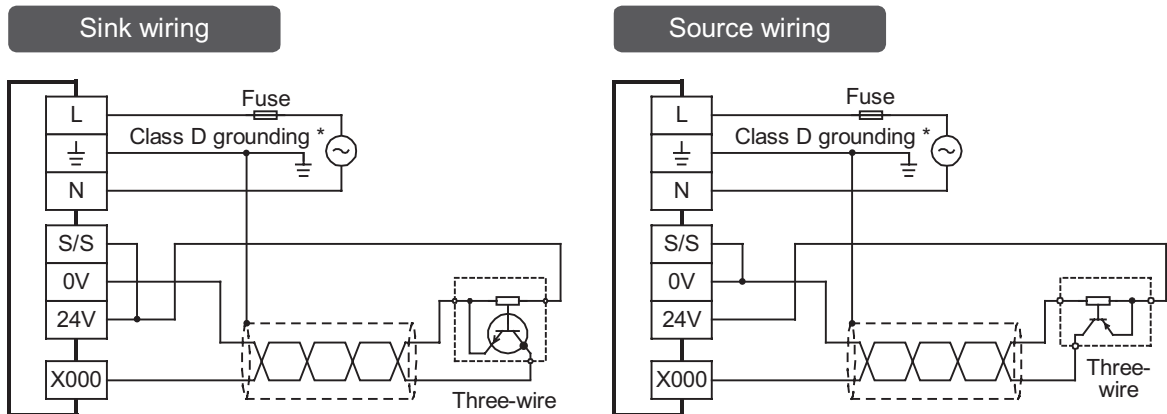 Sink wiring
L
Fuse
Class D grounding *
N
S/S
0V
24V
X000
Three-wire
Source wiring
L
Fuse
Class D grounding *
N
S/S
0V
24V
X000
Three-
wire